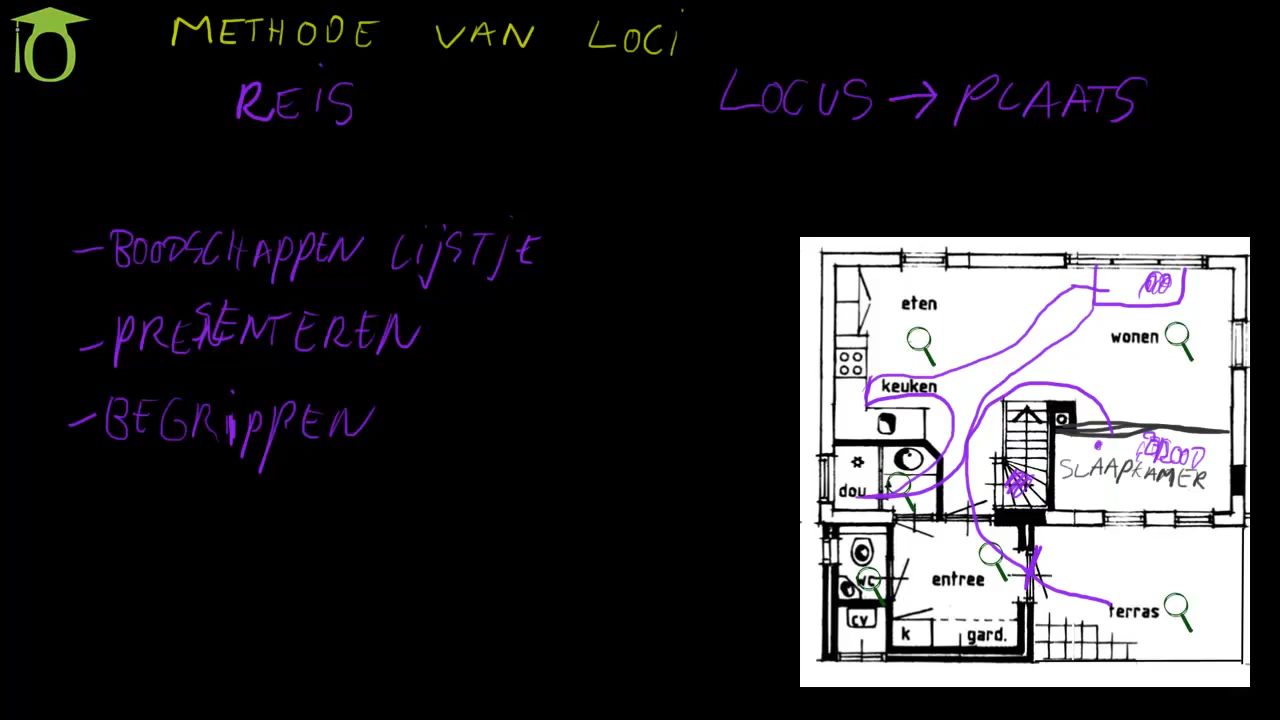 METHODE VAN LOCi
REiS
LOCUS → PLAATS
- BOODSCHAPPEN LijSTjE
- PRESENTEREN
- BEGRiPPEN
eten
wonen
keuken
BROOD
SLAAPKAMER
dou
wc
entree
terras
cv
k
gard.